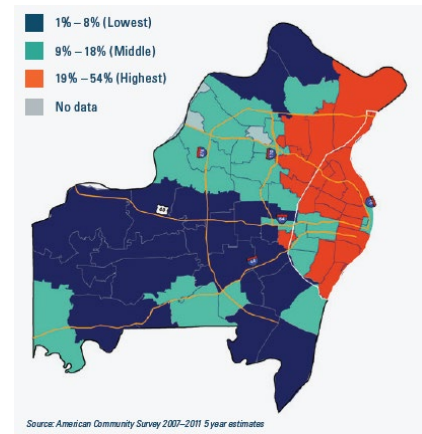 1% – 8% (Lowest)
9% – 18% (Middle)
19% – 54% (Highest)
No data
64
Source: American Community Survey 2007–2011 5 year estimates